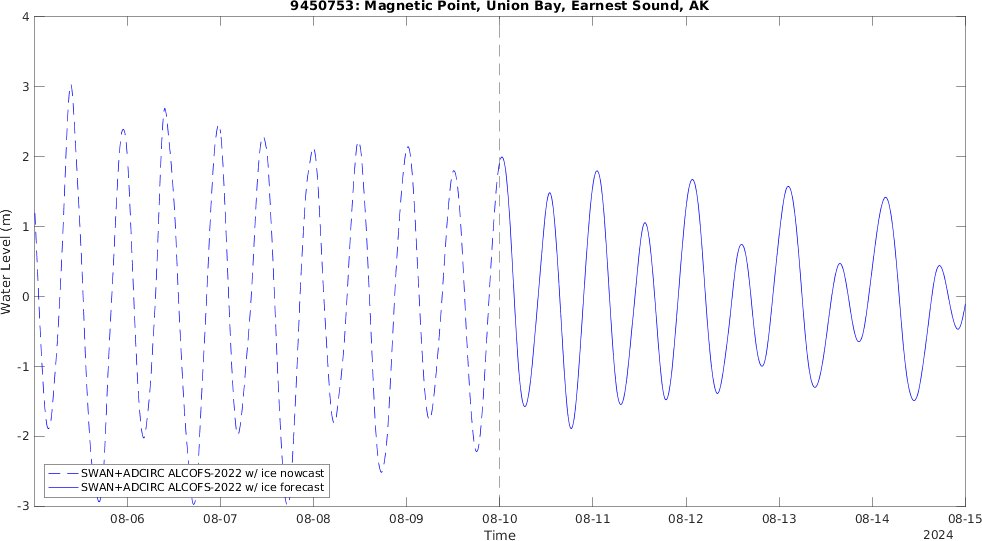 9450753: Magnetic Point, Union Bay, Earnest Sound, AK
4
3
2
1
0
-1
-2
-3
Water Level (m)
SWAN+ADCIRC ALCOFS-2022 w/ ice nowcast
SWAN+ADCIRC ALCOFS-2022 w/ ice forecast
08-06 08-07 08-08 08-09 08-10 08-11 08-12 08-13 08-14 08-15
Time
2024